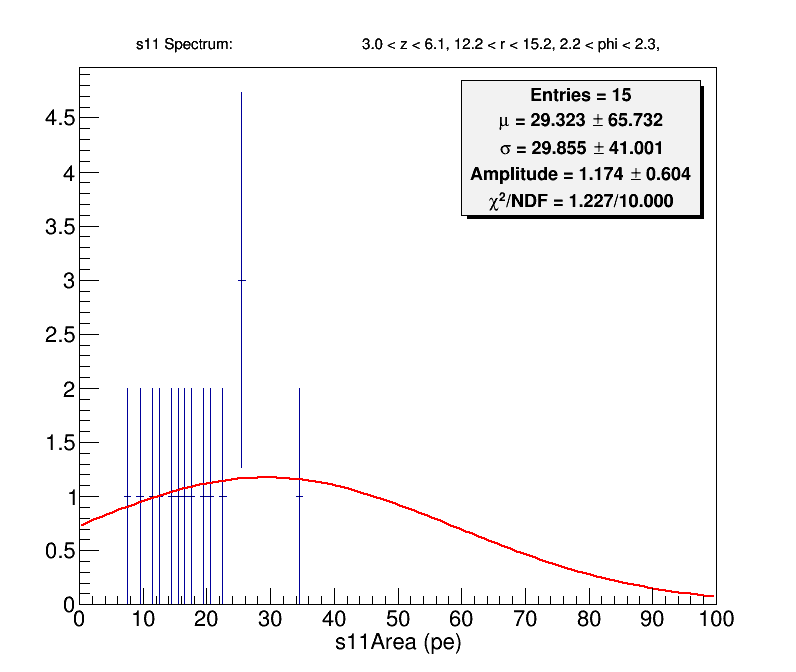 s11 Spectrum: 3.0 < z < 6.1, 12.2 < r < 15.2, 2.2 < phi < 2.3,
Entries = 15
μ = 29.323 ± 65.732
σ = 29.855 ± 41.001
Amplitude = 1.174 ± 0.604
χ²/NDF = 1.227/10.000
4.5
4
3.5
3
2.5
2
1.5
1
0.5
0
0 10 20 30 40 50 60 70 80 90 100
s11Area (pe)